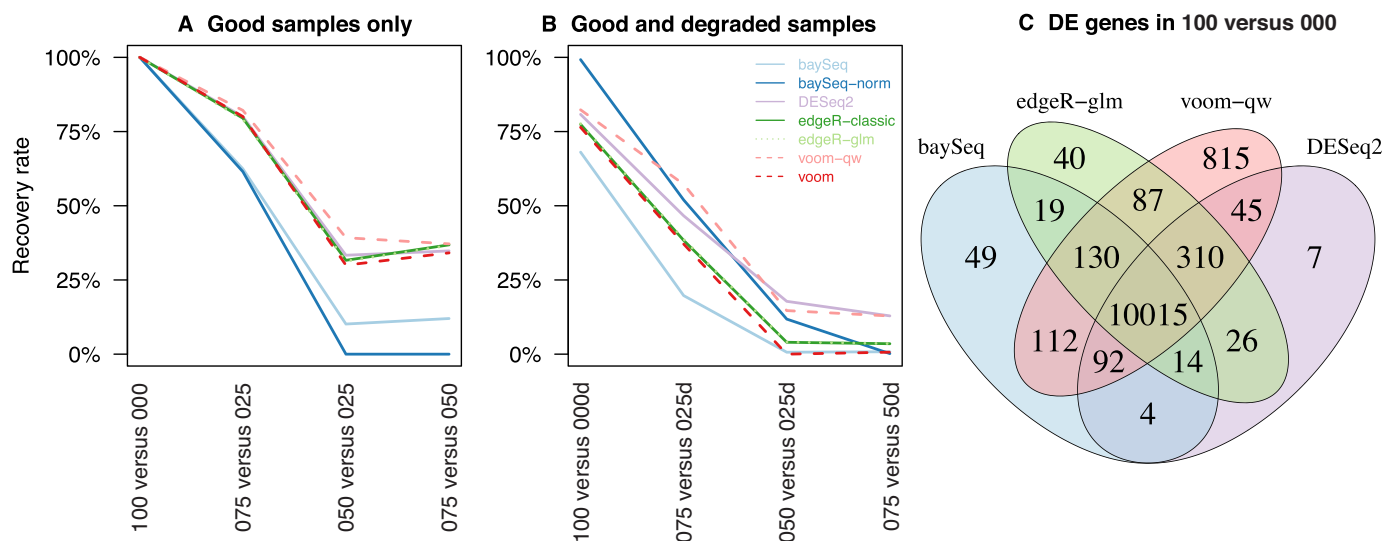 A Good samples only
Recovery rate
100%
75%
50%
25%
0%
100 versus 000
075 versus 025
050 versus 025
075 versus 050
B Good and degraded samples
100%
75%
50%
25%
0%
baySeq
baySeq−norm
DESeq2
edgeR−classic
edgeR−glm
voom−qw
voom
100 versus 000d
075 versus 025d
050 versus 025d
075 versus 50d
C DE genes in 100 versus 000
edgeR−glm voom−qw
baySeq DESeq2
40 815
19 87 45
49 130 310 7
10015
112 92 14 26
4